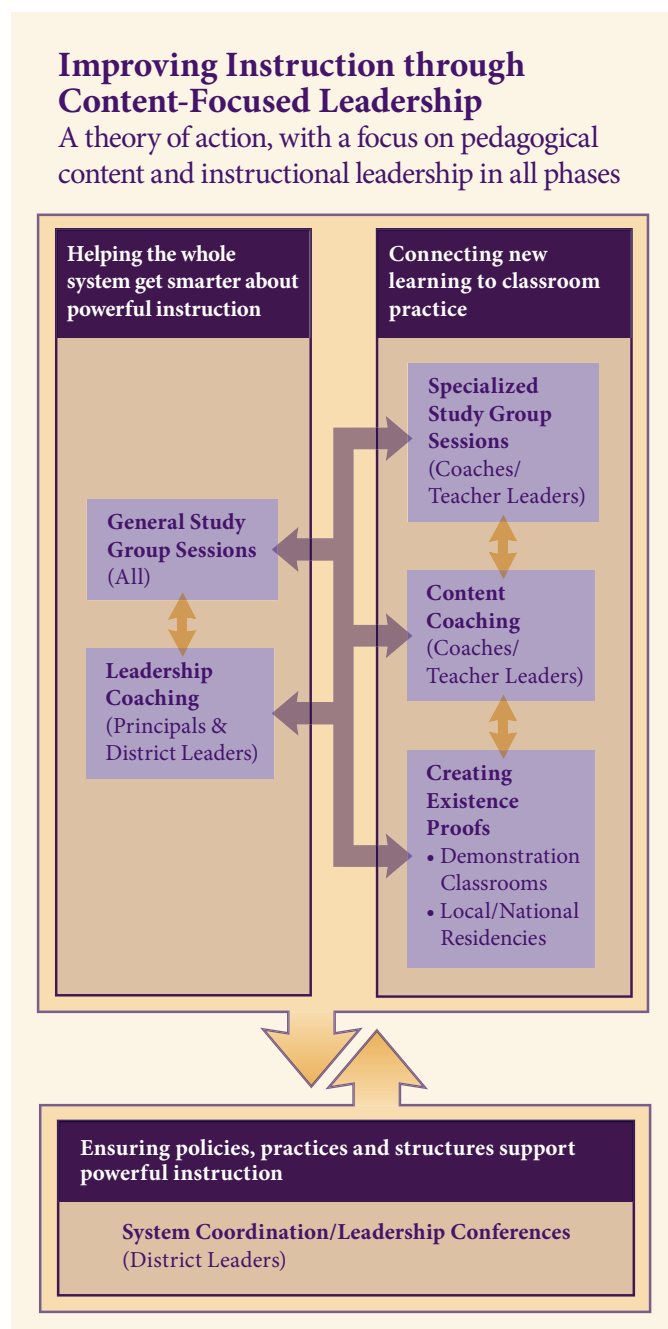 Improving Instruction through
Content-Focused Leadership
A theory of action, with a focus on pedagogical
content and instructional leadership in all phases
Helping the whole
system get smarter about
powerful instruction
General Study
Group Sessions
(All)
Leadership
Coaching
(Principals &
District Leaders)
Connecting new
learning to classroom
practice
Specialized
Study Group
Sessions
(Coaches/
Teacher Leaders)
Content
Coaching
(Coaches/
Teacher Leaders)
Creating
Existence
Proofs
• Demonstration
Classrooms
• Local/National
Residencies
Ensuring policies, practices and structures support
powerful instruction
System Coordination/Leadership Conferences
(District Leaders)